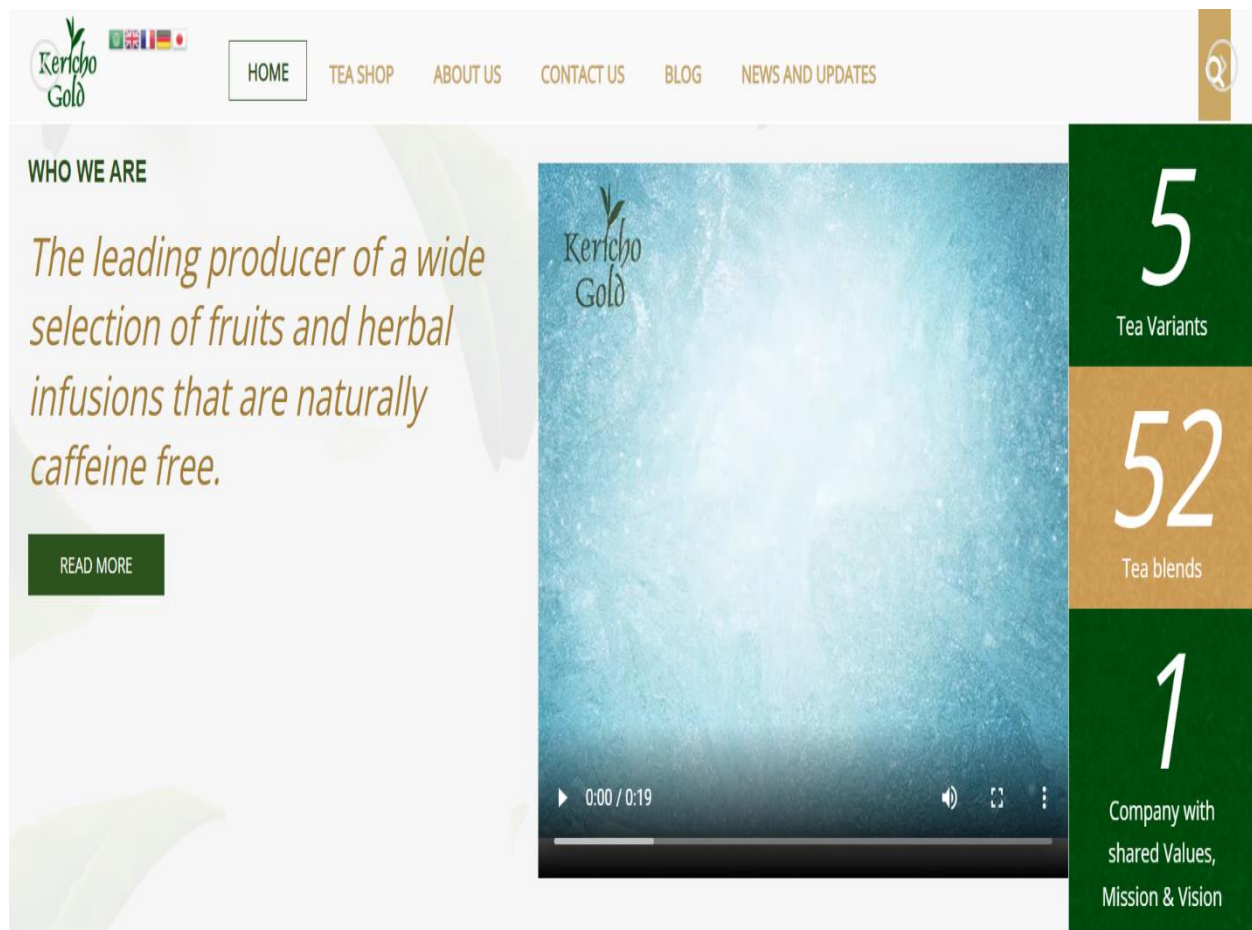 Kericho
Gold
HOME
TEA SHOP
ABOUT US
CONTACT US
BLOG
NEWS AND UPDATES
WHO WE ARE
The leading producer of a wide
selection of fruits and herbal
infusions that are naturally
caffeine free.
READ MORE
Kericho
Gold
0:00 / 0:19
5
Tea Variants
52
Tea blends
1
Company with
shared Values,
Mission & Vision